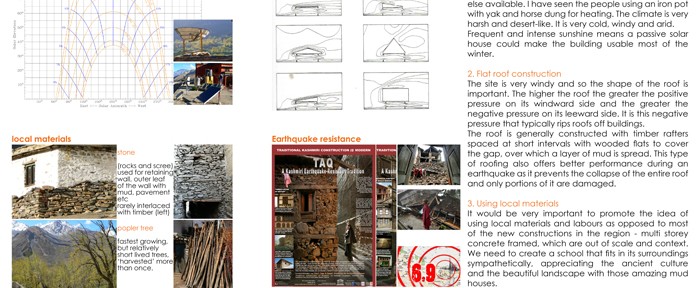 local materials
stone
(rocks and scree)
used for retaining
wall, outer leaf
of the wall with
mud, pavement
etc
rarely interlaced
with timber (left)
popler tree
fastest growing,
but relatively
short lived trees,
'harvested' more
than once.
Earthquake resistance
TRADITIONAL KASHMIRI CONSTRUCTION IS MODERN
TAQ
A Kashmiri Earthquake-Resistant Tradition
6.9
else available. I have seen the people using an iron pot
with yak and horse dung for heating. The climate is very
harsh and desert-like. It is very cold, windy and arid.
Frequent and intense sunshine means a passive solar
house could make the building usable most of the
winter.
2. Flat roof construction
The site is very windy and so the shape of the roof is
important. The higher the roof the greater the positive
pressure on its windward side and the greater the
negative pressure on its leeward side. It is this negative
pressure that typically rips roofs off buildings.
The roof is generally constructed with timber rafters
spaced at short intervals with wooded flats to cover
the gap, over which a layer of mud is spread. This type
of roofing also offers better performance during an
earthquake as it prevents the collapse of the entire roof
and only portions of it are damaged.
3. Using local materials
It would be very important to promote the idea of
using local materials and labours as opposed to most
of the new constructions in the region - multi storey
concrete framed, which are out of scale and context.
We need to create a school that fits in its surroundings
sympathetically, appreciating the ancient culture
and the beautiful landscape with those amazing mud
houses.